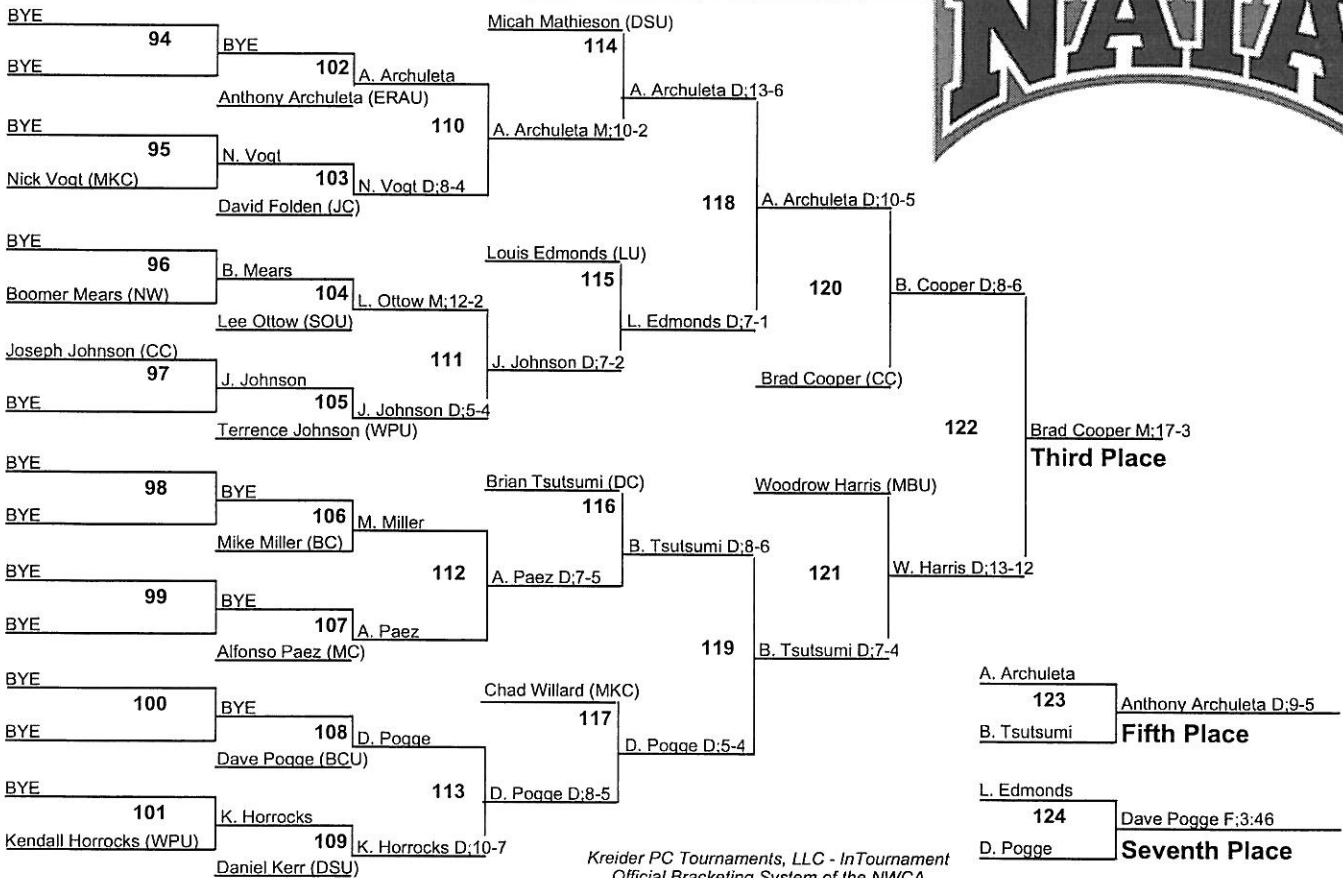 BYE
94
BYE
BYE
102
A. Archuleta
Anthony Archuleta (ERAU)
110
A. Archuleta M;10-2
BYE
95
Nick Vogt (MKC)
N. Vogt
103
N. Vogt D;8-4
David Folden (JC)
Micah Mathieson (DSU)
114
A. Archuleta D;13-6
NAIA
BYE
96
Boomer Mears (NW)
B. Mears
104
L. Ottow M;12-2
Lee Ottow (SOU)
111
J. Johnson D;7-2
Joseph Johnson (CC)
97
BYE
J. Johnson
105
J. Johnson D;5-4
Terrence Johnson (WPU)
Louis Edmonds (LU)
115
L. Edmonds D;7-1
118
A. Archuleta D;10-5
120
B. Cooper D;8-6
Brad Cooper (CC)
122
Brad Cooper M;17-3
Third Place
BYE
98
BYE
BYE
106
M. Miller
Mike Miller (BC)
112
A. Paez D;7-5
BYE
99
BYE
BYE
107
A. Paez
Alfonso Paez (MC)
Brian Tsutsumi (DC)
116
B. Tsutsumi D;8-6
Woodrow Harris (MBU)
121
W. Harris D;13-12
119
B. Tsutsumi D;7-4
BYE
100
BYE
BYE
108
D. Pogge
Dave Pogge (BCU)
113
D. Pogge D;8-5
BYE
101
Kendall Horrocks (WPU)
K. Horrocks
109
K. Horrocks D;10-7
Daniel Kerr (DSU)
Chad Willard (MKC)
117
D. Pogge D;5-4
A. Archuleta
123
B. Tsutsumi
Anthony Archuleta D;9-5
Fifth Place
L. Edmonds
124
D. Pogge
Dave Pogge F;3:46
Seventh Place
Kreider PC Tournaments, LLC - InTournament
Official Bracketing System of the NWCA